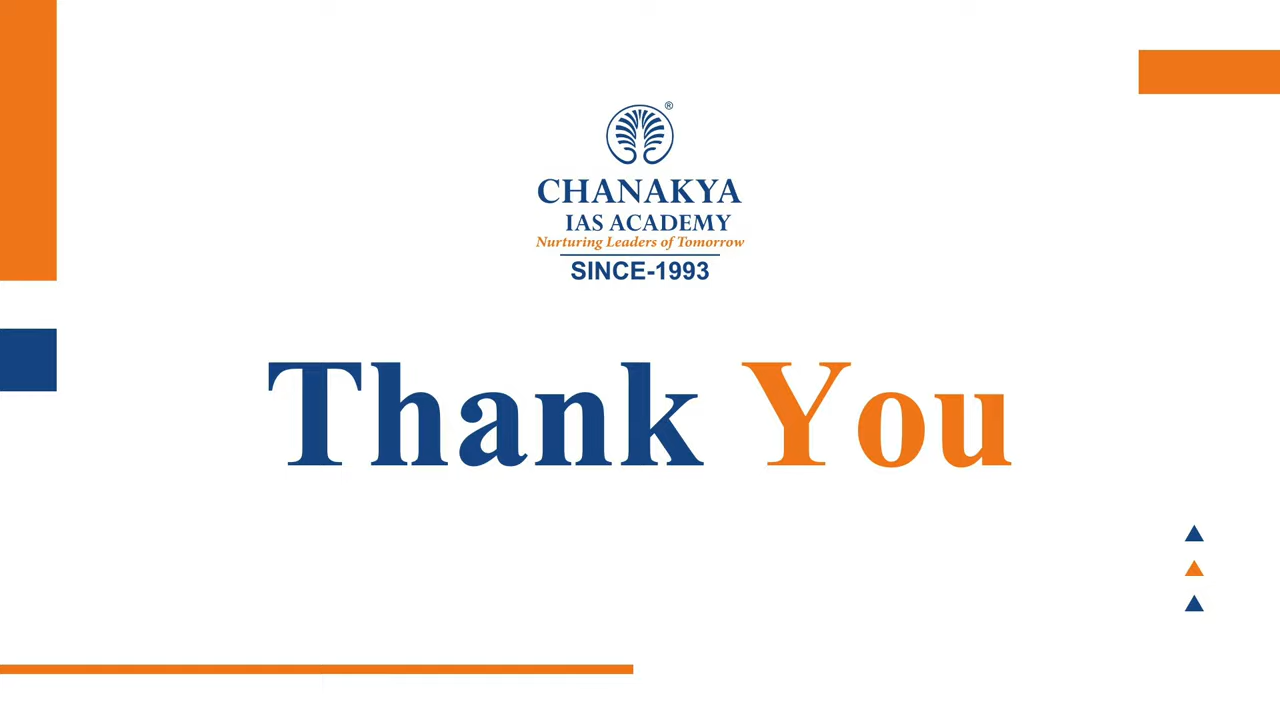 ®
CHANAKYA
IAS ACADEMY
Nurturing Leaders of Tomorrow
SINCE-1993
Thank You